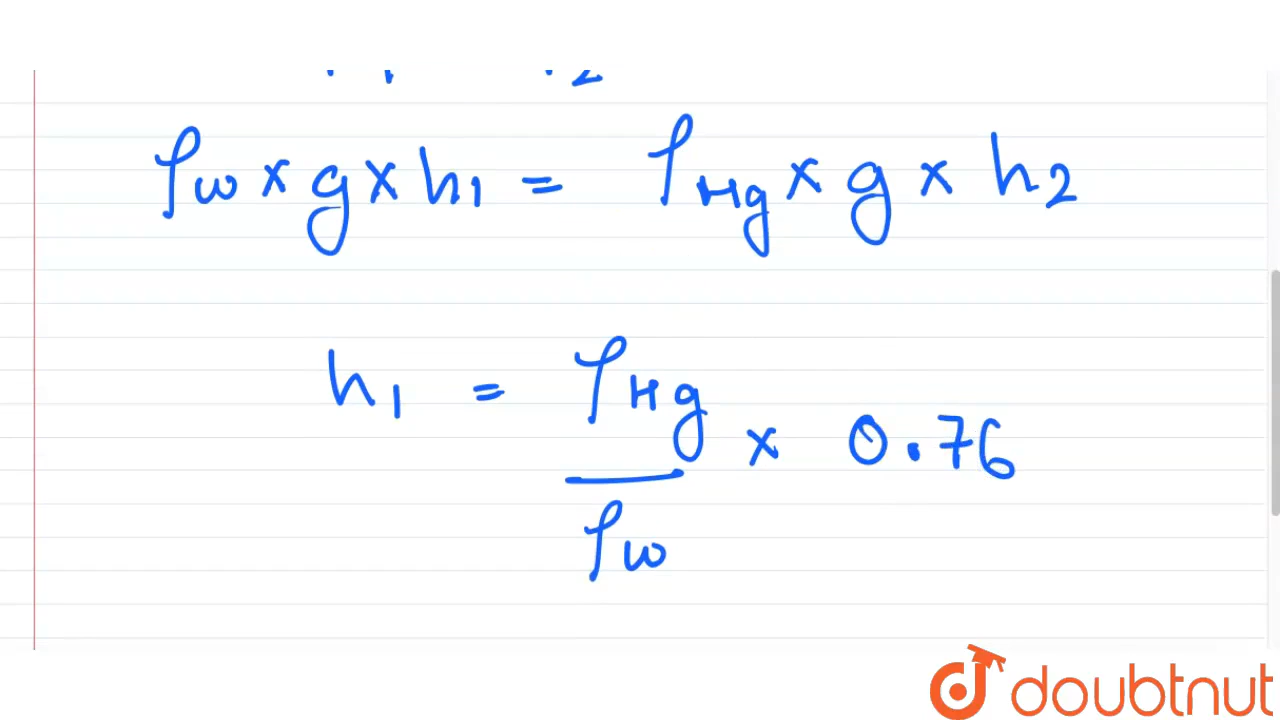 ρw × g × h1 = ρHg × g × h2
h1 = ρHg / ρw × 0.76
doubtnut